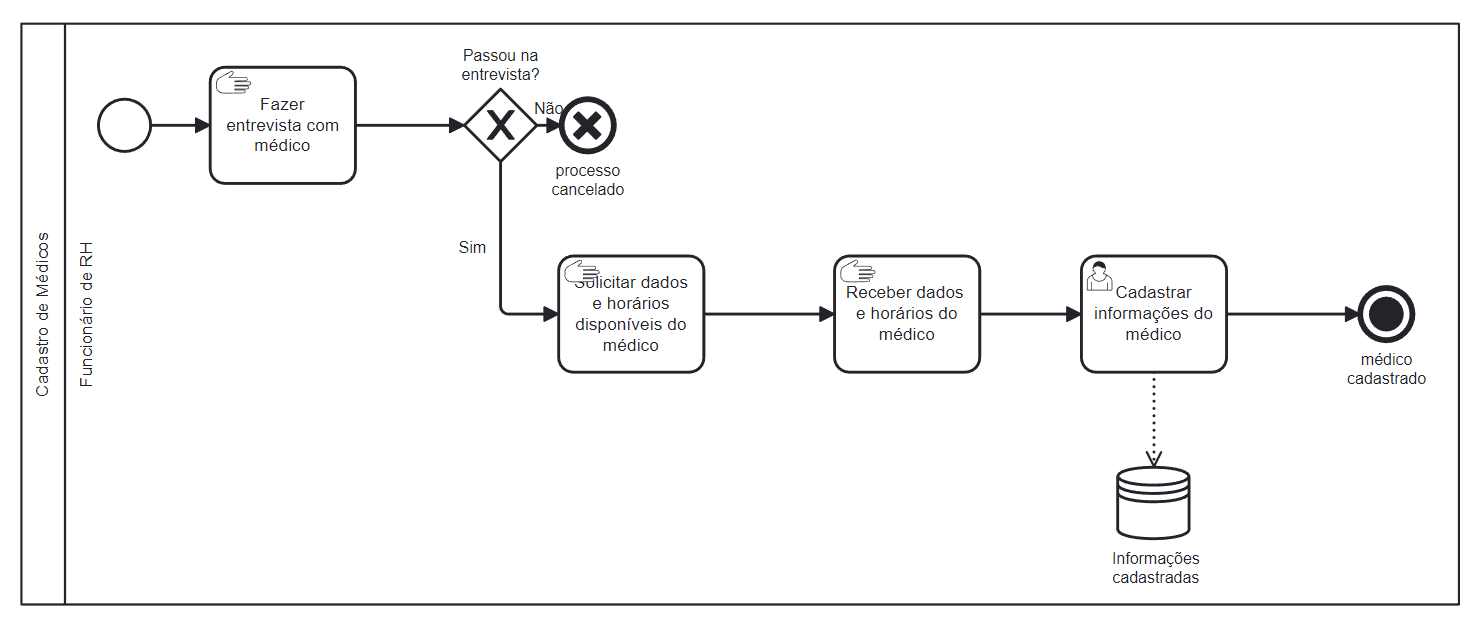 Cadastro de Médicos
Funcionário de RH
Fazer
entrevista com
médico
Passou na
entrevista?
Não
processo
cancelado
Sim
Solicitar dados
e horários
disponíveis do
médico
Receber dados
e horários do
médico
Cadastrar
informações do
médico
médico
cadastrado
Informações
cadastradas